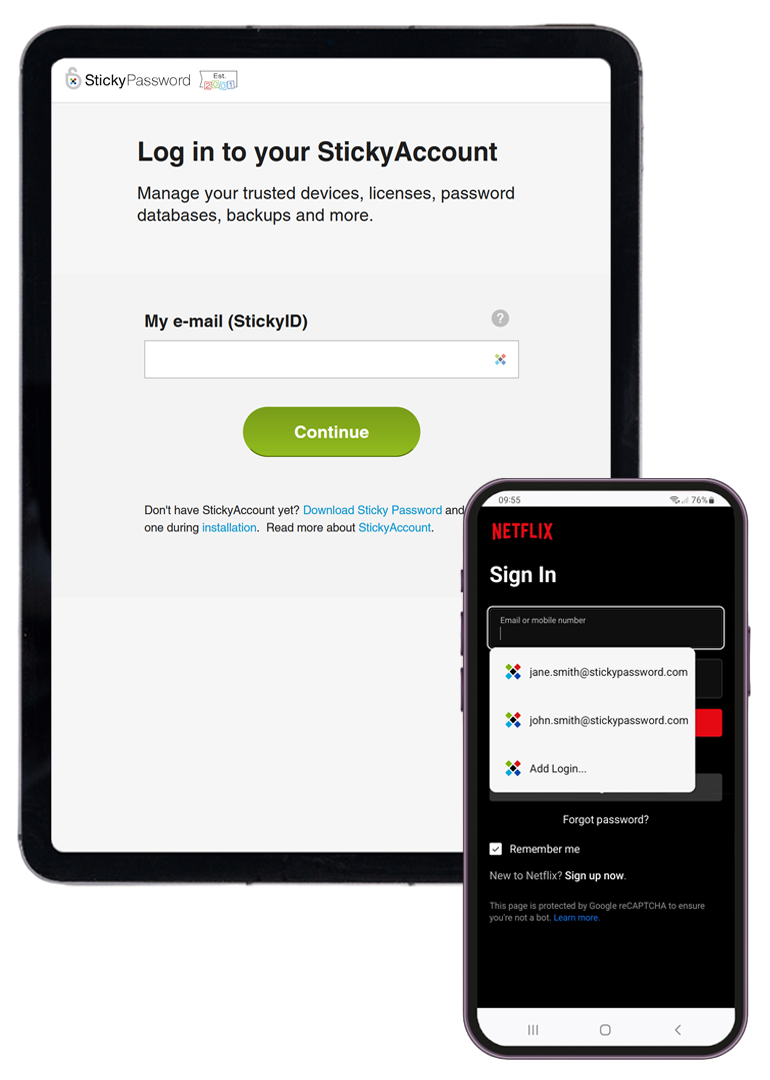 StickyPassword Est. 2001
Log in to your StickyAccount
Manage your trusted devices, licenses, password
databases, backups and more.
My e-mail (StickyID) ?
Continue
Don't have StickyAccount yet? Download Sticky Password and
one during installation. Read more about StickyAccount.
09:55 76%
NETFLIX
Sign In
Email or mobile number
jane.smith@stickypassword.com
john.smith@stickypassword.com
Add Login...
Forgot password?
Remember me
New to Netflix? Sign up now.
This page is protected by Google reCAPTCHA to ensure
you're not a bot. Learn more.